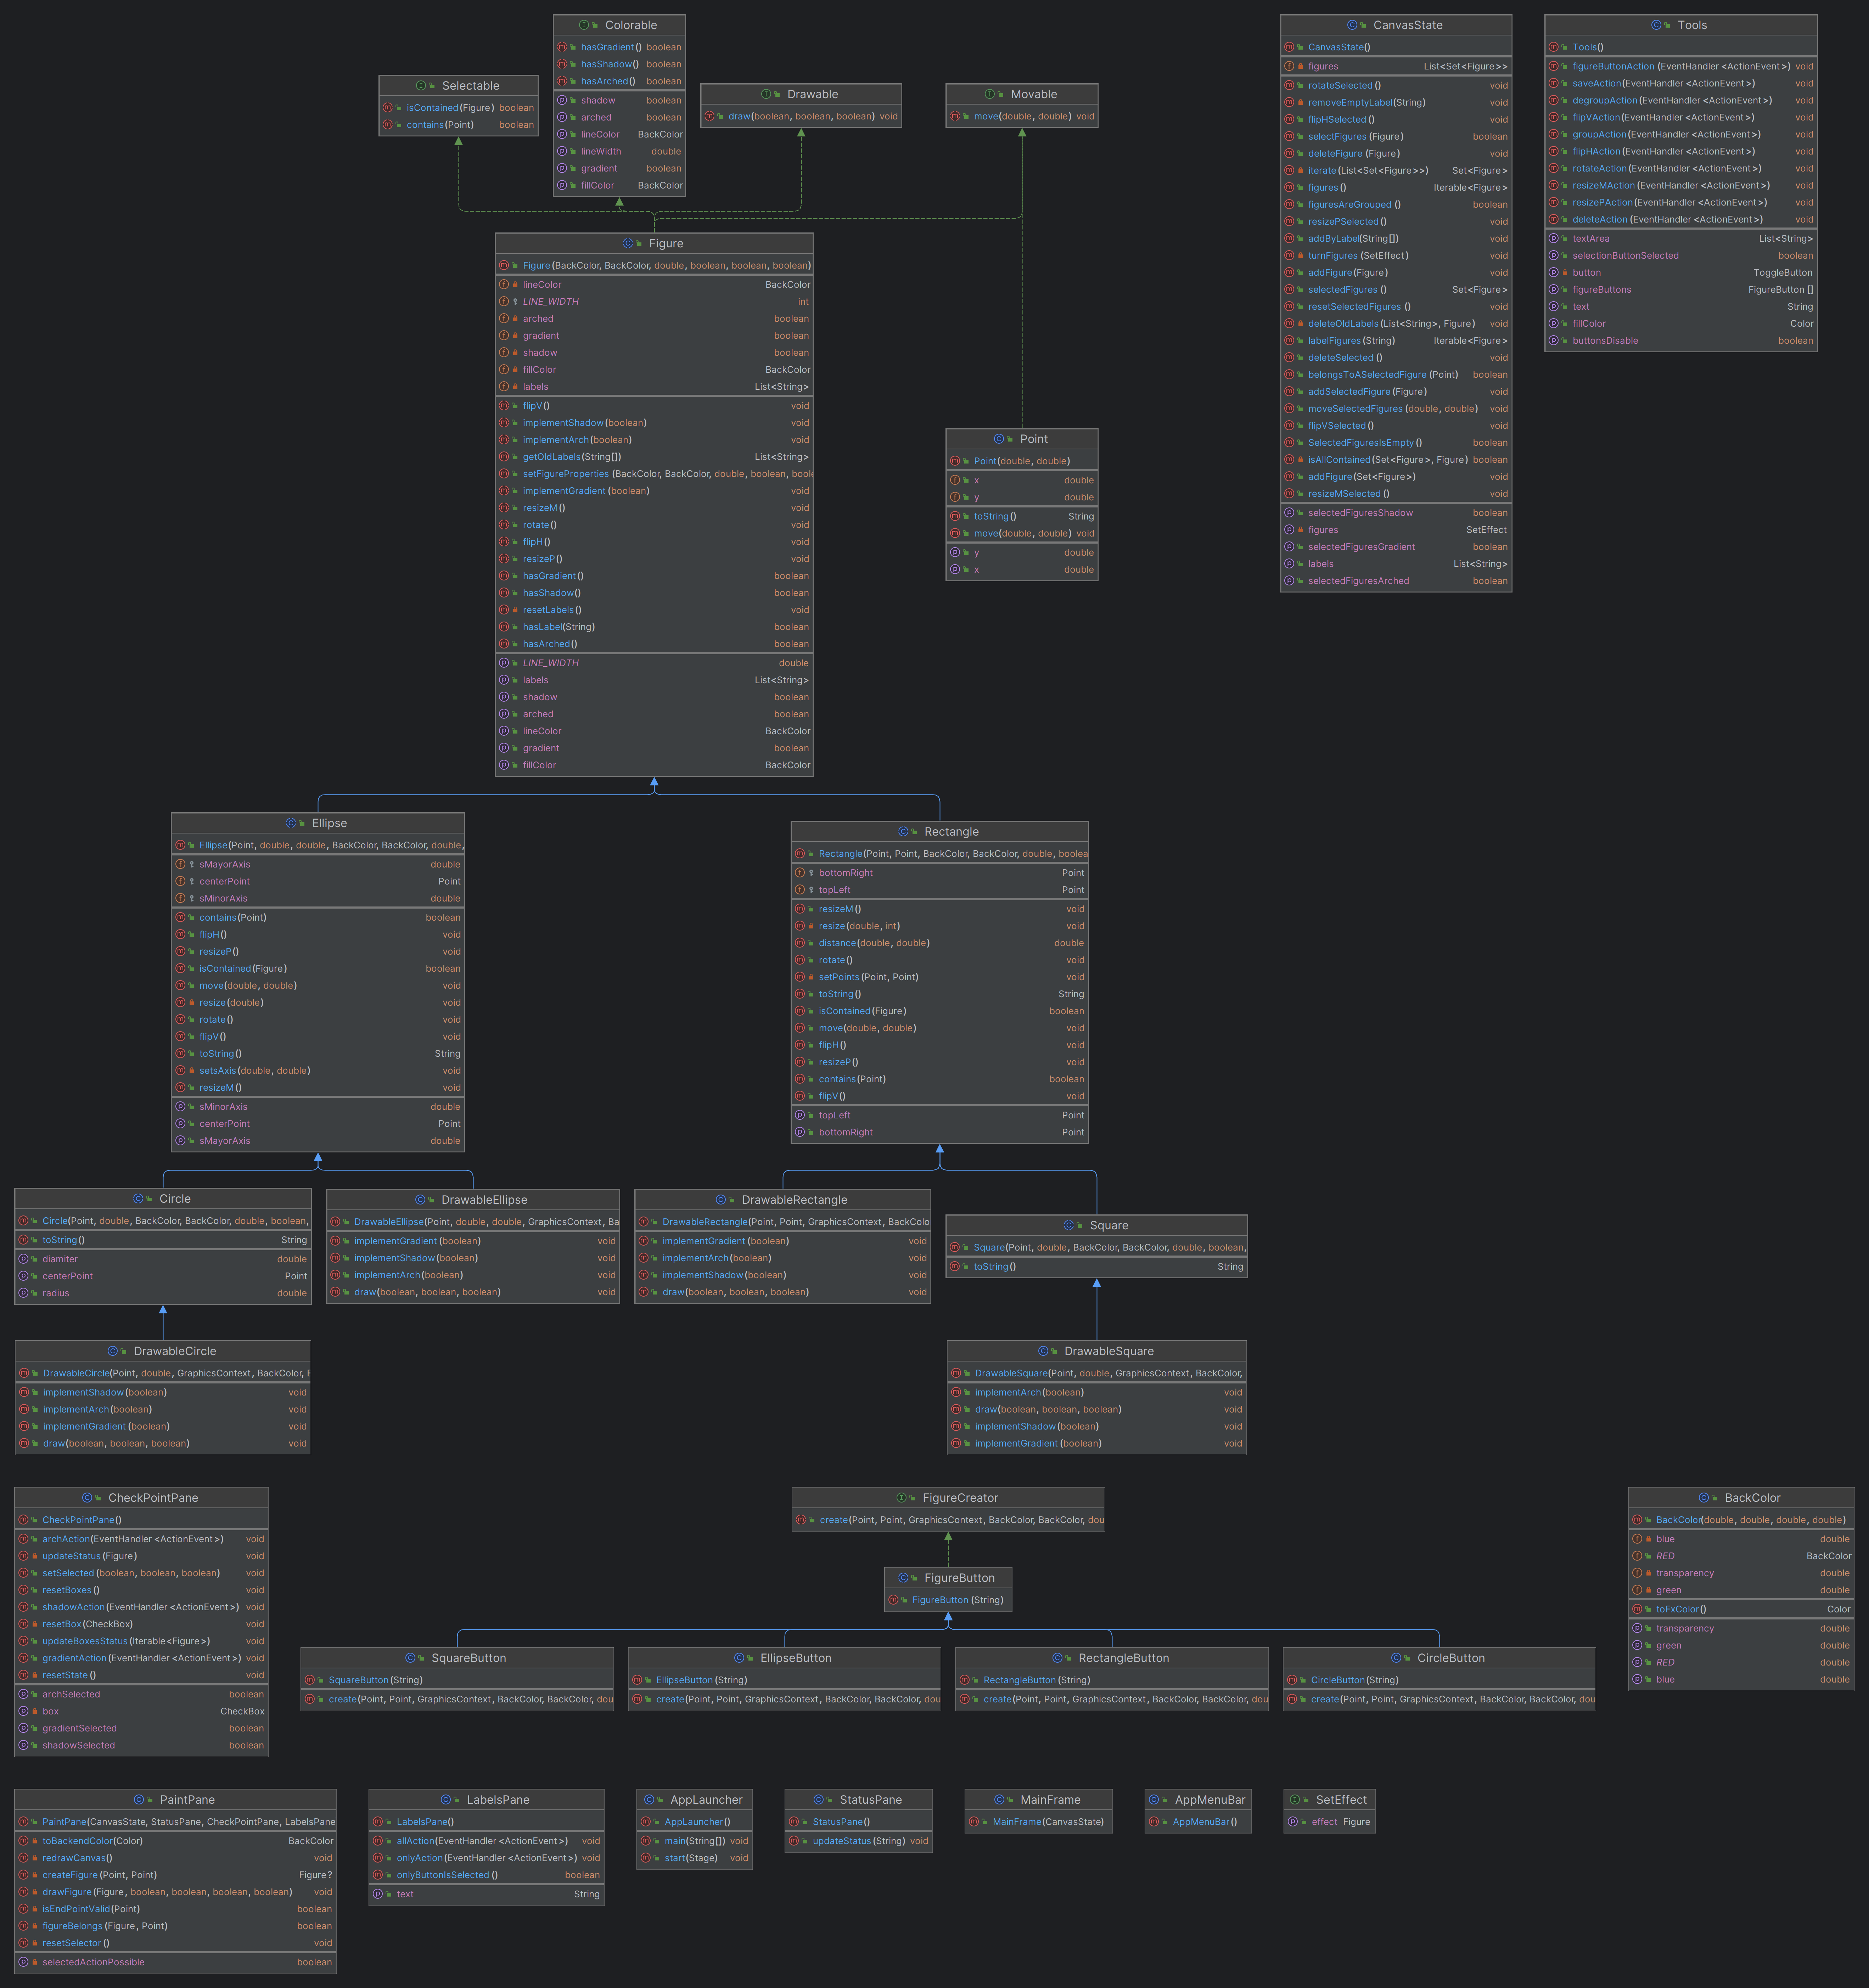 Colorable
hasGradient() boolean
hasShadow() boolean
hasArched() boolean
shadow boolean
arched boolean
lineColor BackColor
lineWidth double
gradient boolean
fillColor BackColor
Selectable
isContained(Figure) boolean
contains(Point) boolean
Drawable
draw(boolean, boolean, boolean) void
Movable
move(double, double) void
CanvasState
CanvasState()
figures List<Set<Figure>>
rotateSelected() void
removeEmptyLabel(String) void
flipHSelected() void
selectFigures(Figure) boolean
deleteFigure(Figure) void
iterate(List<Set<Figure>>) Set<Figure>
figures() Iterable<Figure>
figuresAreGrouped() boolean
resizePSelected() void
addByLabel(String[]) void
turnFigures(SetEffect) void
addFigure(Figure) void
selectedFigures() Set<Figure>
resetSelectedFigures() void
deleteOldLabels(List<String>, Figure) void
labelFigures(String) Iterable<Figure>
deleteSelected() void
belongsToASelectedFigure(Point) boolean
addSelectedFigure(Figure) void
moveSelectedFigures(double, double) void
flipVSelected() void
SelectedFiguresIsEmpty() boolean
isAllContained(Set<Figure>, Figure) boolean
addFigure(Set<Figure>) void
resizeMSelected() void
selectedFiguresShadow boolean
figures SetEffect
selectedFiguresGradient boolean
labels List<String>
selectedFiguresArched boolean
Tools
Tools()
figureButtonAction(EventHandler<ActionEvent>) void
saveAction(EventHandler<ActionEvent>) void
degroupAction(EventHandler<ActionEvent>) void
flipVAction(EventHandler<ActionEvent>) void
groupAction(EventHandler<ActionEvent>) void
flipHAction(EventHandler<ActionEvent>) void
rotateAction(EventHandler<ActionEvent>) void
resizeMAction(EventHandler<ActionEvent>) void
resizePAction(EventHandler<ActionEvent>) void
deleteAction(EventHandler<ActionEvent>) void
textArea List<String>
selectionButtonSelected boolean
button ToggleButton
figureButtons FigureButton[]
text String
fillColor Color
buttonsDisable boolean
Figure
Figure(BackColor, BackColor, double, boolean, boolean, boolean)
lineColor BackColor
LINE_WIDTH int
arched boolean
gradient boolean
shadow boolean
fillColor BackColor
labels List<String>
flipV() void
implementShadow(boolean) void
implementArch(boolean) void
getOldLabels(String[]) List<String>
setFigureProperties(BackColor, BackColor, double, boolean, bool
implementGradient(boolean) void
resizeM() void
rotate() void
flipH() void
resizeP() void
hasGradient() boolean
hasShadow() boolean
resetLabels() void
hasLabel(String) boolean
hasArched() boolean
LINE_WIDTH double
labels List<String>
shadow boolean
arched boolean
lineColor BackColor
gradient boolean
fillColor BackColor
Point
Point(double, double)
x double
y double
toString() String
move(double, double) void
y double
x double
Ellipse
Ellipse(Point, double, double, BackColor, BackColor, double,
sMayorAxis double
centerPoint Point
sMinorAxis double
contains(Point) boolean
flipH() void
resizeP() void
isContained(Figure) boolean
move(double, double) void
resize(double) void
rotate() void
flipV() void
toString() String
setsAxis(double, double) void
resizeM() void
sMinorAxis double
centerPoint Point
sMayorAxis double
Rectangle
Rectangle(Point, Point, BackColor, BackColor, double, boolea
bottomRight Point
topLeft Point
resizeM() void
resize(double, int) void
distance(double, double) double
rotate() void
setPoints(Point, Point) void
toString() String
isContained(Figure) boolean
move(double, double) void
flipH() void
resizeP() void
contains(Point) boolean
flipV() void
topLeft Point
bottomRight Point
Circle
Circle(Point, double, BackColor, BackColor, double, boolean,
toString() String
diamiter double
centerPoint Point
radius double
DrawableEllipse
DrawableEllipse(Point, double, double, GraphicsContext, Ba
implementGradient(boolean) void
implementShadow(boolean) void
implementArch(boolean) void
draw(boolean, boolean, boolean) void
DrawableRectangle
DrawableRectangle(Point, Point, GraphicsContext, BackColo
implementGradient(boolean) void
implementArch(boolean) void
implementShadow(boolean) void
draw(boolean, boolean, boolean) void
Square
Square(Point, double, BackColor, BackColor, double, boolean,
toString() String
DrawableCircle
DrawableCircle(Point, double, GraphicsContext, BackColor, E
implementShadow(boolean) void
implementArch(boolean) void
implementGradient(boolean) void
draw(boolean, boolean, boolean) void
DrawableSquare
DrawableSquare(Point, double, GraphicsContext, BackColor,
implementArch(boolean) void
draw(boolean, boolean, boolean) void
implementShadow(boolean) void
implementGradient(boolean) void
CheckPointPane
CheckPointPane()
archAction(EventHandler<ActionEvent>) void
updateStatus(Figure) void
setSelected(boolean, boolean, boolean) void
resetBoxes() void
shadowAction(EventHandler<ActionEvent>) void
resetBox(CheckBox) void
updateBoxesStatus(Iterable<Figure>) void
gradientAction(EventHandler<ActionEvent>) void
resetState() void
archSelected boolean
box CheckBox
gradientSelected boolean
shadowSelected boolean
FigureCreator
create(Point, Point, GraphicsContext, BackColor, BackColor, dou
FigureButton
FigureButton(String)
BackColor
BackColor(double, double, double, double)
blue double
RED BackColor
transparency double
green double
toFxColor() Color
transparency double
green double
RED double
blue double
SquareButton
SquareButton(String)
create(Point, Point, GraphicsContext, BackColor, BackColor, dou
EllipseButton
EllipseButton(String)
create(Point, Point, GraphicsContext, BackColor, BackColor, dou
RectangleButton
RectangleButton(String)
create(Point, Point, GraphicsContext, BackColor, BackColor, dou
CircleButton
CircleButton(String)
create(Point, Point, GraphicsContext, BackColor, BackColor, dou
PaintPane
PaintPane(CanvasState, StatusPane, CheckPointPane, LabelsPane
toBackendColor(Color) BackColor
redrawCanvas() void
createFigure(Point, Point) Figure?
drawFigure(Figure, boolean, boolean, boolean, boolean) void
isEndPointValid(Point) boolean
figureBelongs(Figure, Point) boolean
resetSelector() void
selectedActionPossible boolean
LabelsPane
LabelsPane()
allAction(EventHandler<ActionEvent>) void
onlyAction(EventHandler<ActionEvent>) void
onlyButtonIsSelected() boolean
text String
AppLauncher
AppLauncher()
main(String[]) void
start(Stage) void
StatusPane
StatusPane()
updateStatus(String) void
MainFrame
MainFrame(CanvasState)
AppMenuBar
AppMenuBar()
SetEffect
effect Figure